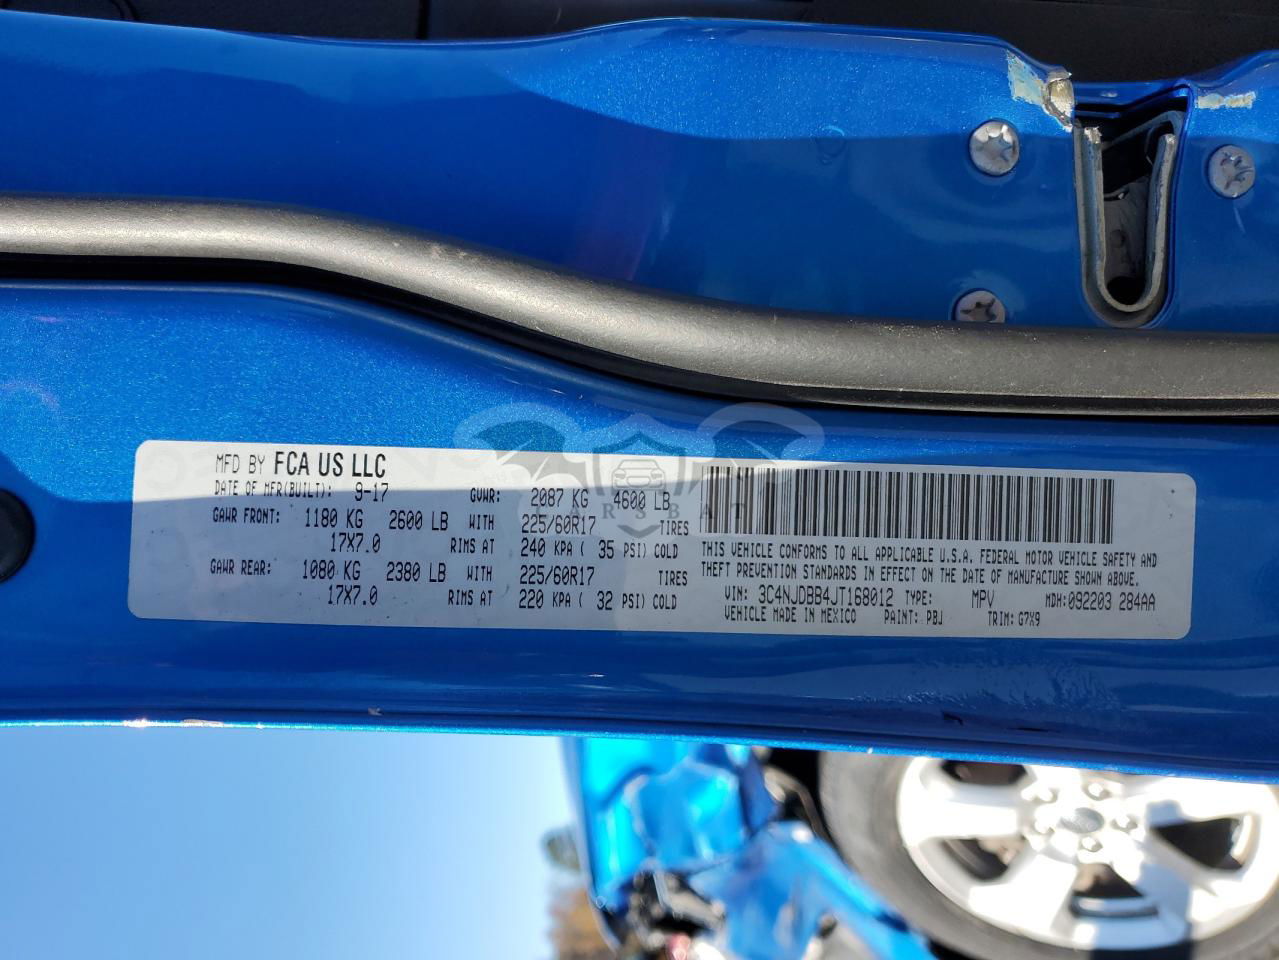 MFD BY FCA US LLC
DATE OF MFR(BUILT): 9-17 GVWR: 2087 KG 4600 LB
GAWR FRONT: 1180 KG 2600 LB WITH 225/60R17 TIRES
17X7.0 RIMS AT 240 KPA ( 35 PSI) COLD
GAWR REAR: 1080 KG 2380 LB WITH 225/60R17 TIRES
17X7.0 RIMS AT 220 KPA ( 32 PSI) COLD
THIS VEHICLE CONFORMS TO ALL APPLICABLE U.S.A. FEDERAL MOTOR VEHICLE SAFETY AND
THEFT PREVENTION STANDARDS IN EFFECT ON THE DATE OF MANUFACTURE SHOWN ABOVE.
VIN: 3C4NJDBB4JT168012 TYPE: MPV MDH:092203 284AA
VEHICLE MADE IN MEXICO PAINT: PBJ TRIM: G7X9
CARSBAT